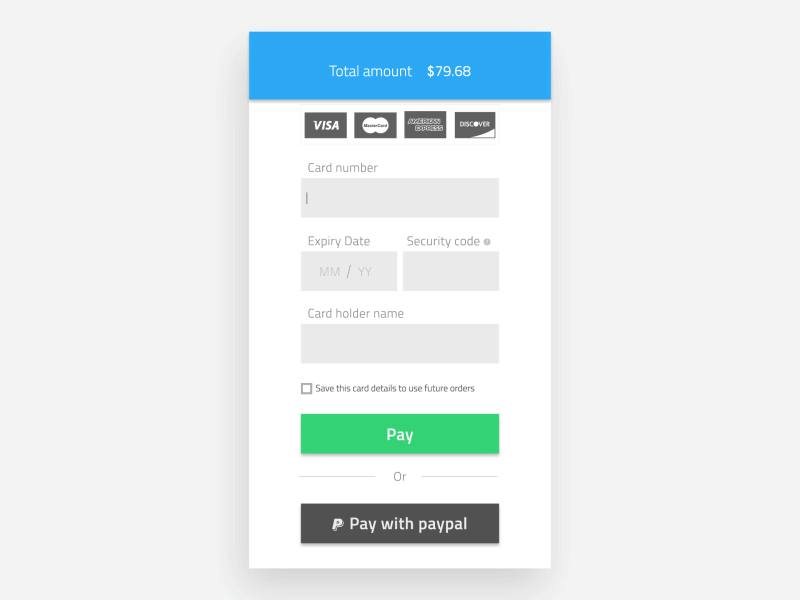 Total amount $79.68
VISA MasterCard AMERICAN EXPRESS DISCOVER
Card number
Expiry Date Security code ?
MM / YY
Card holder name
Save this card details to use future orders
Pay
Or
P Pay with paypal